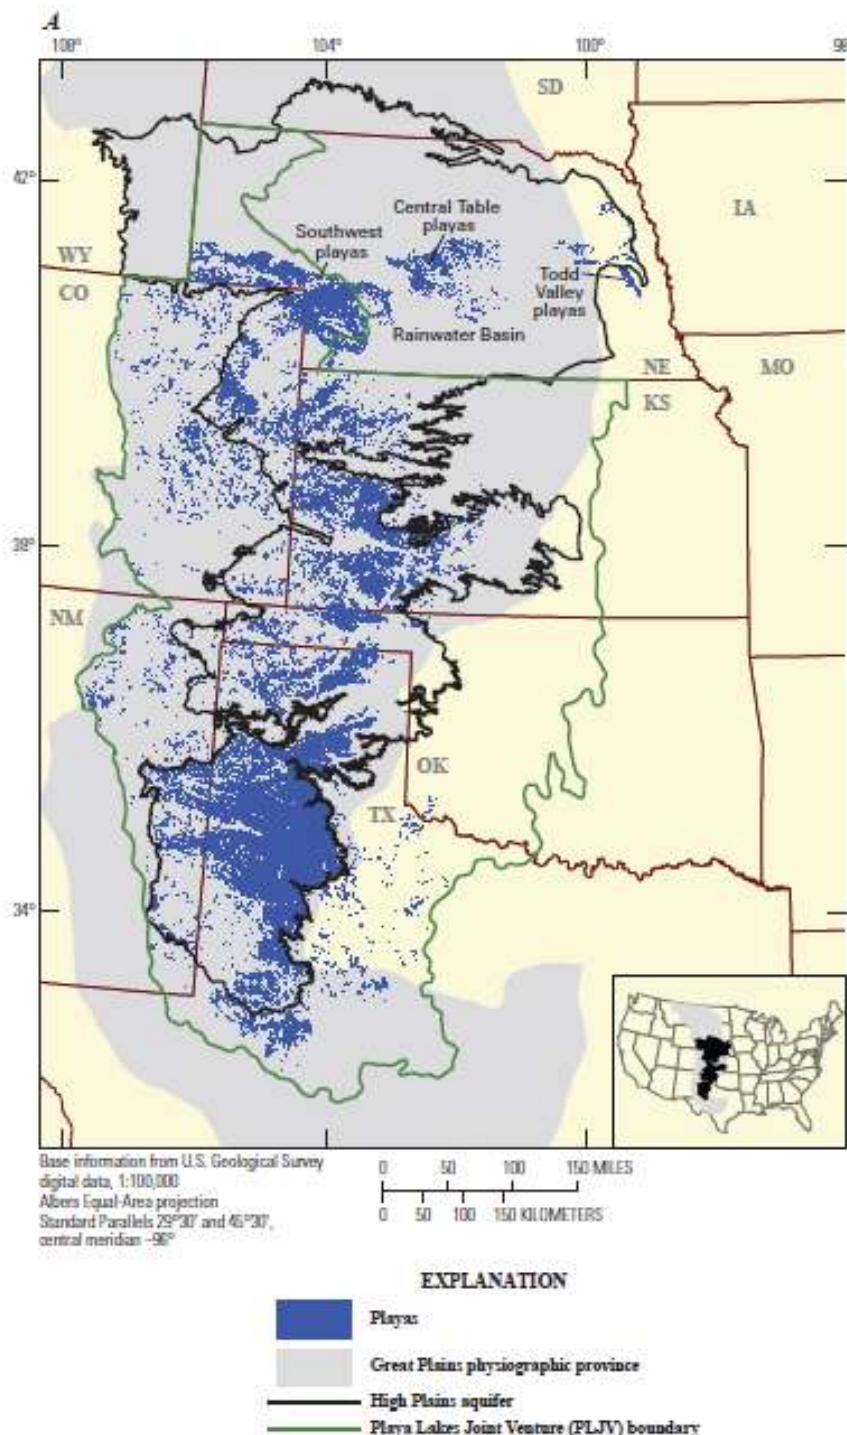 A
108° 104° 100° 96°
SD
42°
IA
Central Table
playas
Southwest
playas
WY
CO
Todd
Valley
playas
Rainwater Basin
NE
MO
KS
38°
NM
OK
TX
34°
Base information from U.S. Geological Survey
digital data, 1:100,000
Albers Equal-Area projection
Standard Parallels 29°30' and 45°30',
central meridian –96°
0 50 100 150 MILES
0 50 100 150 KILOMETERS
EXPLANATION
Playas
Great Plains physiographic province
High Plains aquifer
Playa Lakes Joint Venture (PLJV) boundary